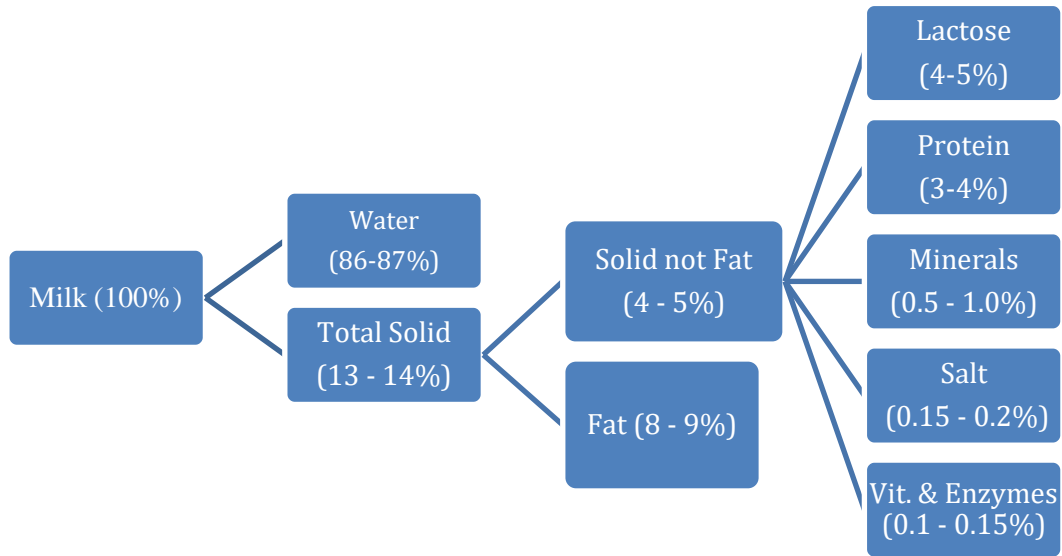 Milk (100%)
Water
(86-87%)
Total Solid
(13 - 14%)
Solid not Fat
(4 - 5%)
Fat (8 - 9%)
Lactose
(4-5%)
Protein
(3-4%)
Minerals
(0.5 - 1.0%)
Salt
(0.15 - 0.2%)
Vit. & Enzymes
(0.1 - 0.15%)